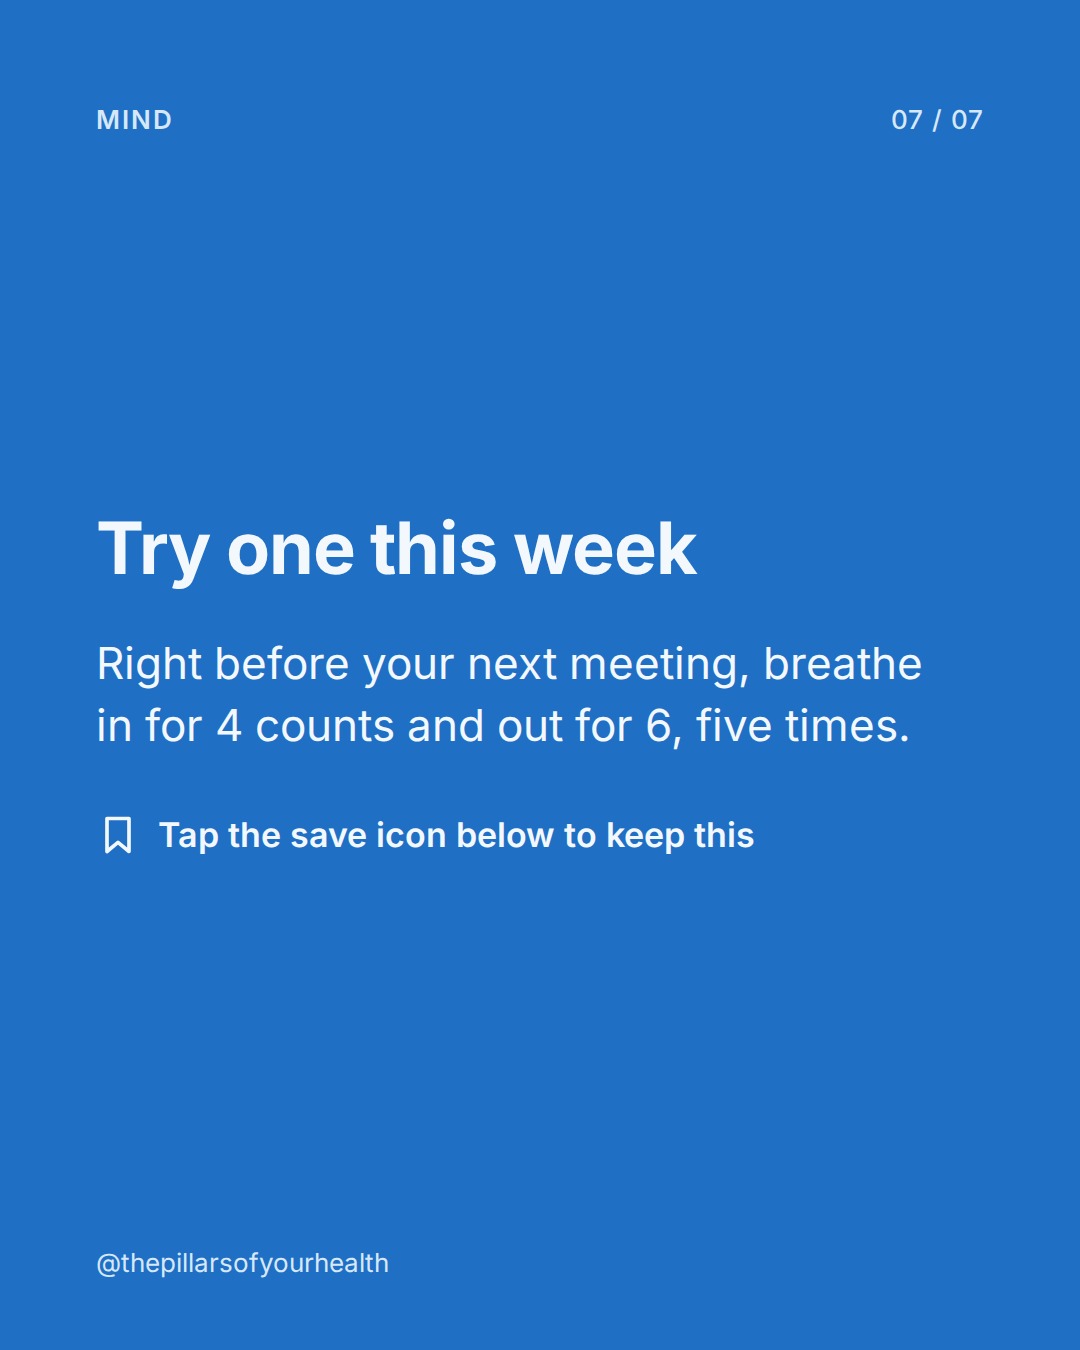 MIND
07 / 07
Try one this week
Right before your next meeting, breathe
in for 4 counts and out for 6, five times.
Tap the save icon below to keep this
@thepillarsofyourhealth